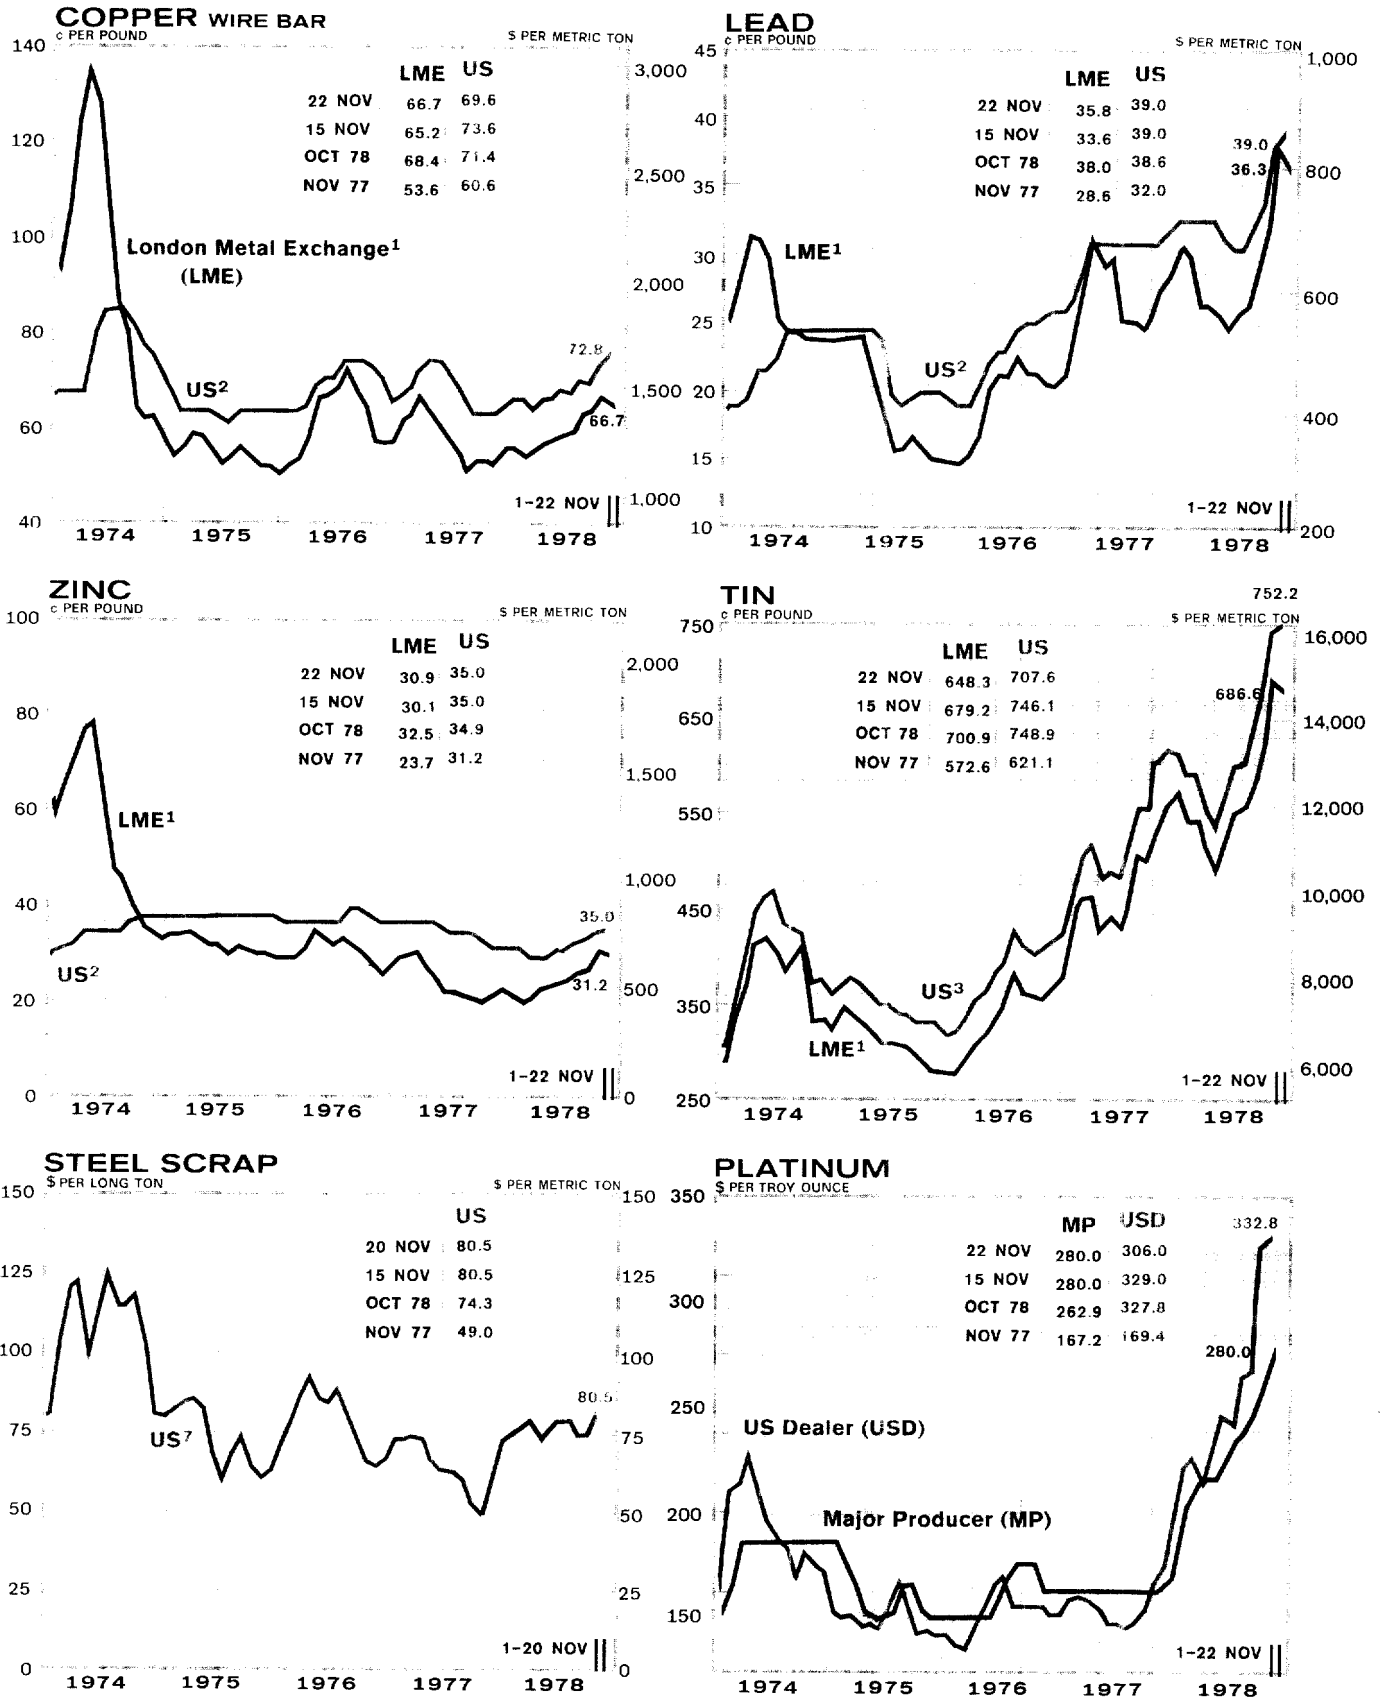 COPPER WIRE BAR
¢ PER POUND $ PER METRIC TON
LME US
22 NOV 66.7 69.6
15 NOV 65.2 73.6
OCT 78 68.4 71.4
NOV 77 53.6 60.6
140
120
100
80
60
40
3,000
2,500
2,000
1,500
1,000
London Metal Exchange¹
(LME)
US²
72.8
66.7
1-22 NOV
1974 1975 1976 1977 1978
LEAD
¢ PER POUND $ PER METRIC TON
LME US
22 NOV 35.8 39.0
15 NOV 33.6 39.0
OCT 78 38.0 38.6
NOV 77 28.6 32.0
45
40
35
30
25
20
15
10
1,000
800
600
400
200
39.0
36.3
LME¹
US²
1-22 NOV
1974 1975 1976 1977 1978
ZINC
¢ PER POUND $ PER METRIC TON
LME US
22 NOV 30.9 35.0
15 NOV 30.1 35.0
OCT 78 32.5 34.9
NOV 77 23.7 31.2
100
80
60
40
20
0
2,000
1,500
1,000
500
0
LME¹
US²
35.0
31.2
1-22 NOV
1974 1975 1976 1977 1978
TIN
¢ PER POUND $ PER METRIC TON
752.2
LME US
22 NOV 648.3 707.6
15 NOV 679.2 746.1
OCT 78 700.9 748.9
NOV 77 572.6 621.1
750
650
550
450
350
250
16,000
14,000
12,000
10,000
8,000
6,000
686.6
US³
LME¹
1-22 NOV
1974 1975 1976 1977 1978
STEEL SCRAP
$ PER LONG TON $ PER METRIC TON
US
20 NOV 80.5
15 NOV 80.5
OCT 78 74.3
NOV 77 49.0
150
125
100
75
50
25
0
150
125
100
75
50
25
0
80.5
US⁷
1-20 NOV
1974 1975 1976 1977 1978
PLATINUM
$ PER TROY OUNCE
MP USD
22 NOV 280.0 306.0
15 NOV 280.0 329.0
OCT 78 262.9 327.8
NOV 77 167.2 169.4
350
300
250
200
150
332.8
280.0
US Dealer (USD)
Major Producer (MP)
1-22 NOV
1974 1975 1976 1977 1978